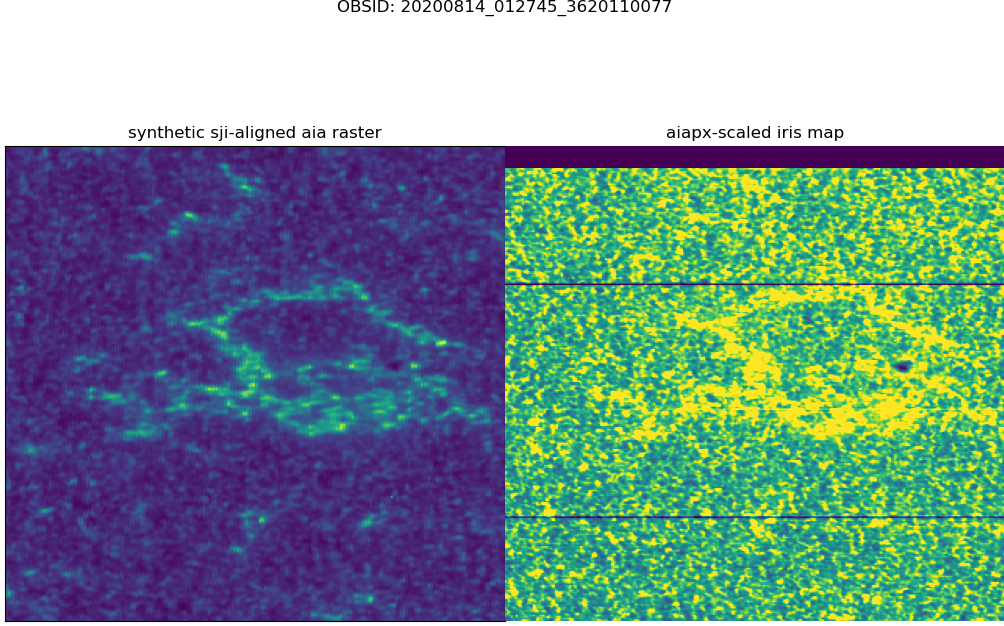 OBSID: 20200814_012745_3620110077
synthetic sji-aligned aia raster
aiapx-scaled iris map